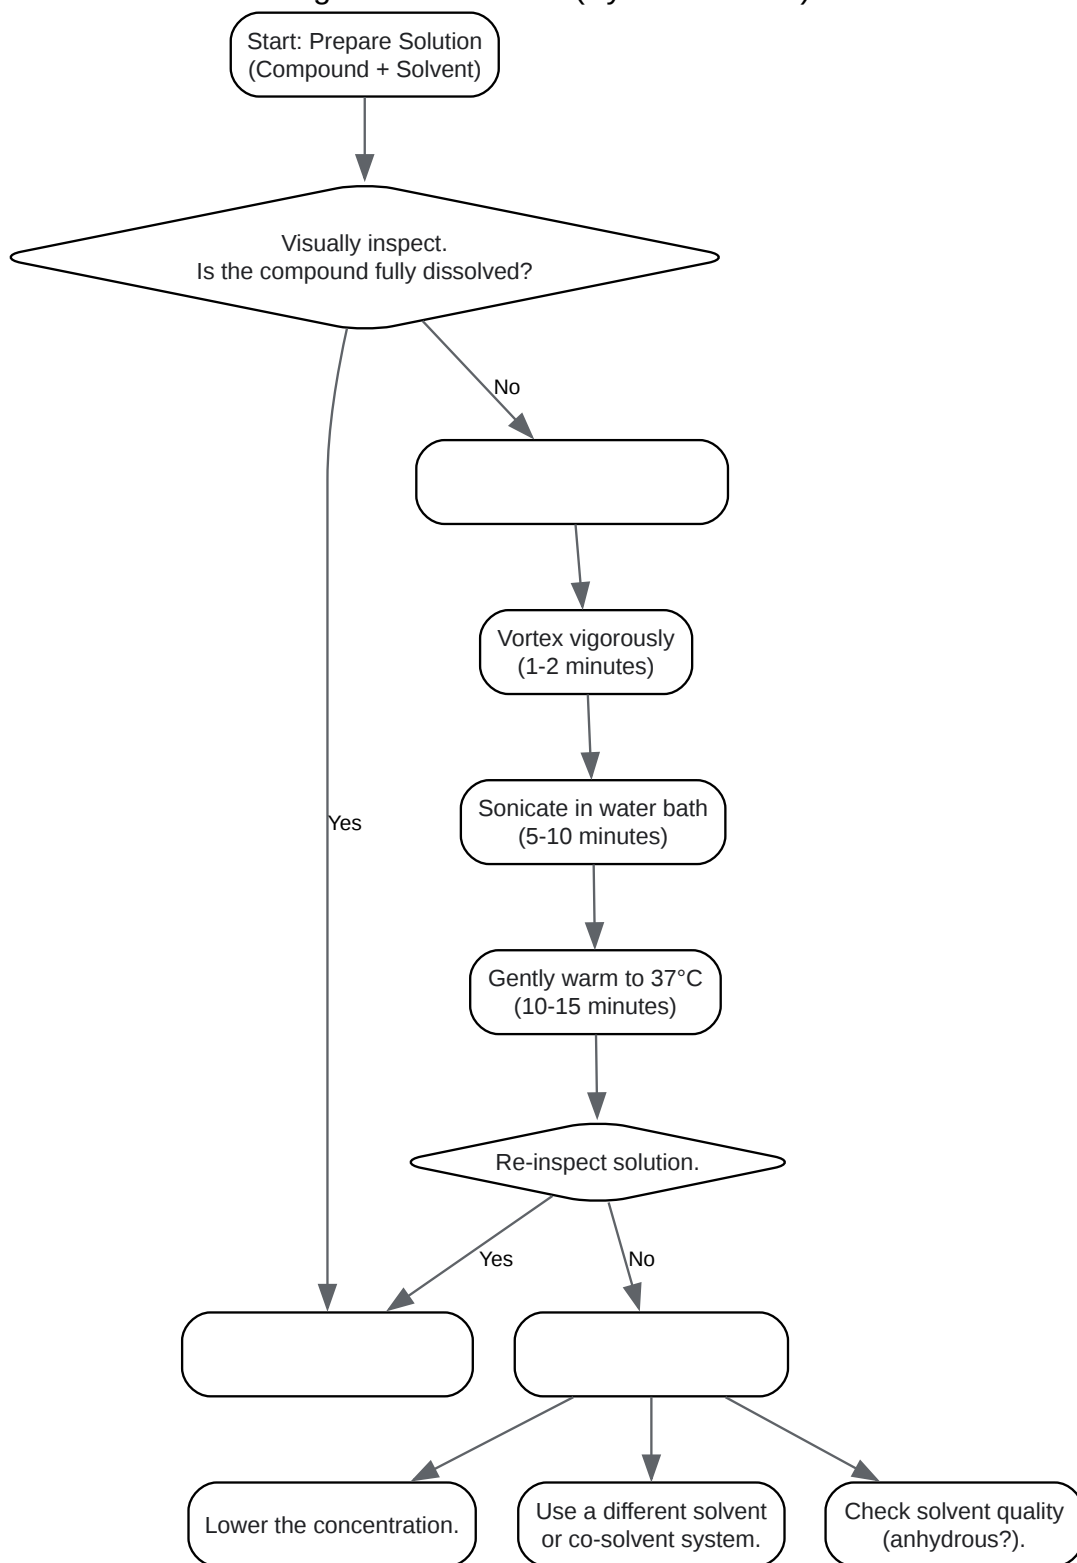 Start: Prepare Solution
(Compound + Solvent)
Visually inspect.
Is the compound fully dissolved?
No
Vortex vigorously
(1-2 minutes)
Sonicate in water bath
(5-10 minutes)
Yes
Gently warm to 37°C
(10-15 minutes)
Re-inspect solution.
Yes
No
Lower the concentration.
Use a different solvent
or co-solvent system.
Check solvent quality
(anhydrous?).